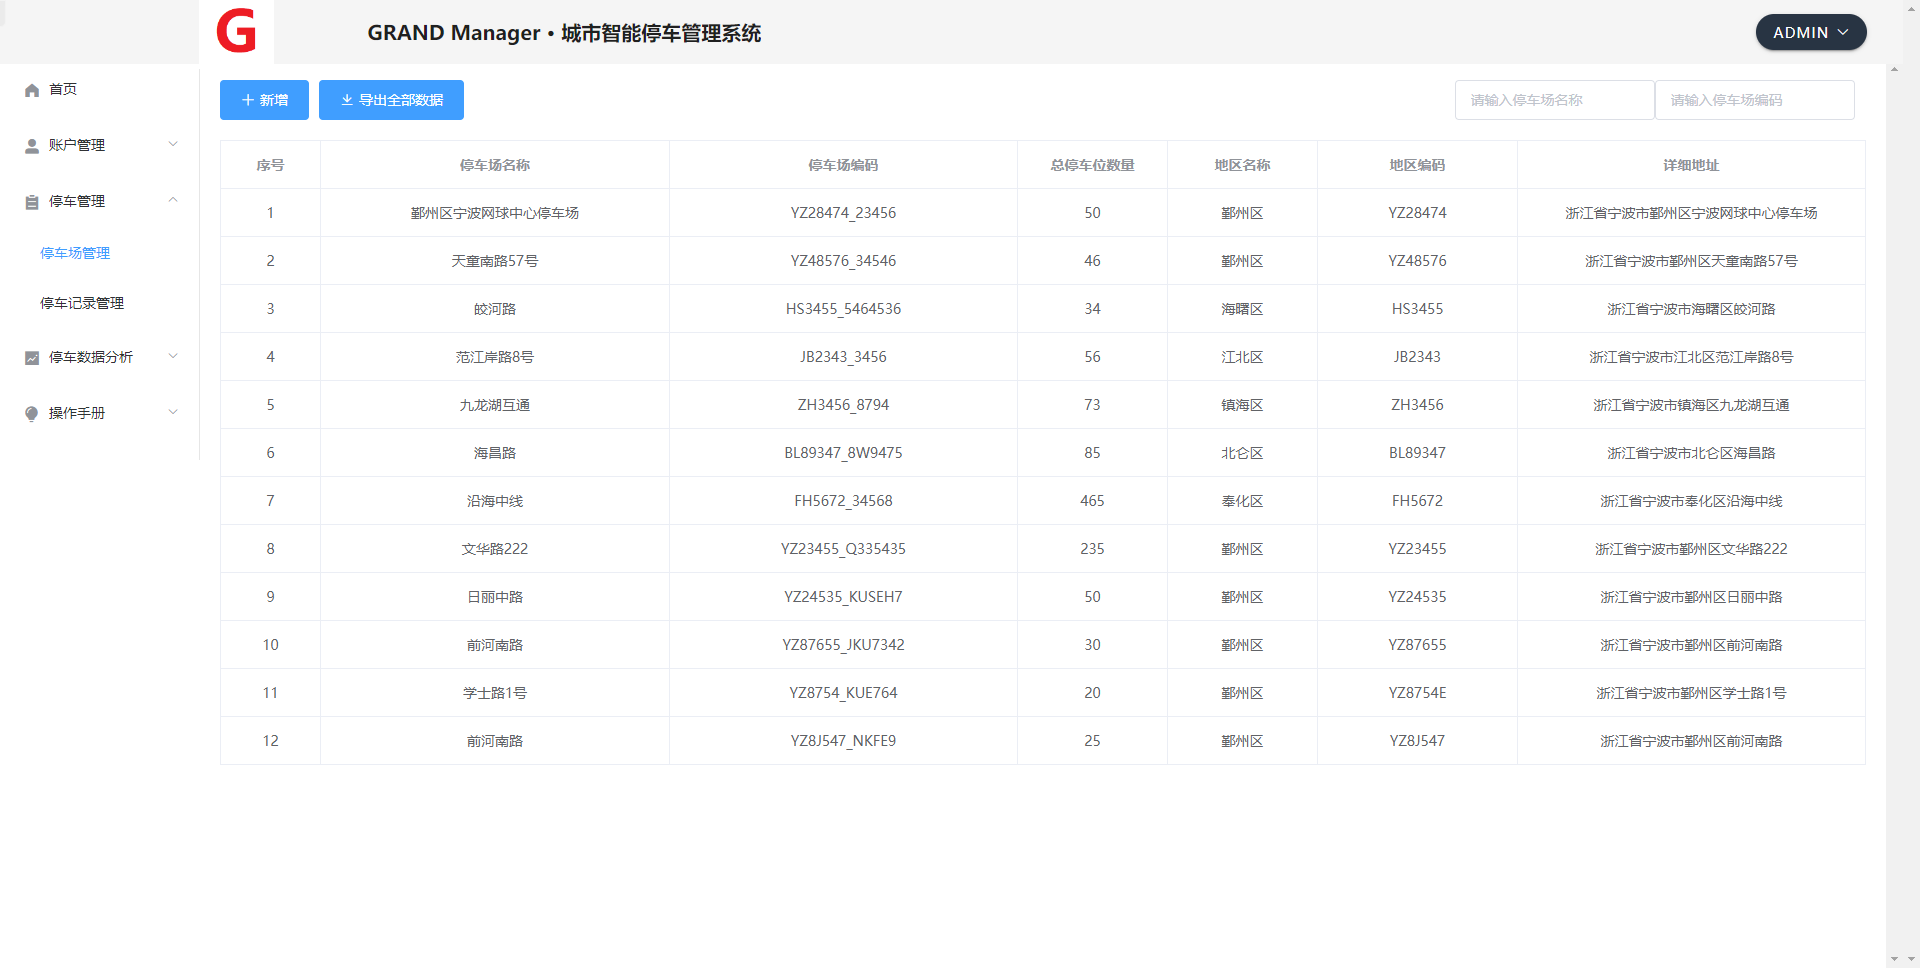 G
GRAND Manager • 城市智能停车管理系统
ADMIN
首页
账户管理
停车管理
停车场管理
停车记录管理
停车数据分析
操作手册
新增
导出全部数据
请输入停车场名称
请输入停车场编码
序号 停车场名称 停车场编码 总停车位数量 地区名称 地区编码 详细地址
1 鄞州区宁波网球中心停车场 YZ28474_23456 50 鄞州区 YZ28474 浙江省宁波市鄞州区宁波网球中心停车场
2 天童南路57号 YZ48576_34546 46 鄞州区 YZ48576 浙江省宁波市鄞州区天童南路57号
3 皎河路 HS3455_5464536 34 海曙区 HS3455 浙江省宁波市海曙区皎河路
4 范江岸路8号 JB2343_3456 56 江北区 JB2343 浙江省宁波市江北区范江岸路8号
5 九龙湖互通 ZH3456_8794 73 镇海区 ZH3456 浙江省宁波市镇海区九龙湖互通
6 海昌路 BL89347_8W9475 85 北仑区 BL89347 浙江省宁波市北仑区海昌路
7 沿海中线 FH5672_34568 465 奉化区 FH5672 浙江省宁波市奉化区沿海中线
8 文华路222 YZ23455_Q335435 235 鄞州区 YZ23455 浙江省宁波市鄞州区文华路222
9 日丽中路 YZ24535_KUSEH7 50 鄞州区 YZ24535 浙江省宁波市鄞州区日丽中路
10 前河南路 YZ87655_JKU7342 30 鄞州区 YZ87655 浙江省宁波市鄞州区前河南路
11 学士路1号 YZ8754_KUE764 20 鄞州区 YZ8754E 浙江省宁波市鄞州区学士路1号
12 前河南路 YZ8J547_NKFE9 25 鄞州区 YZ8J547 浙江省宁波市鄞州区前河南路